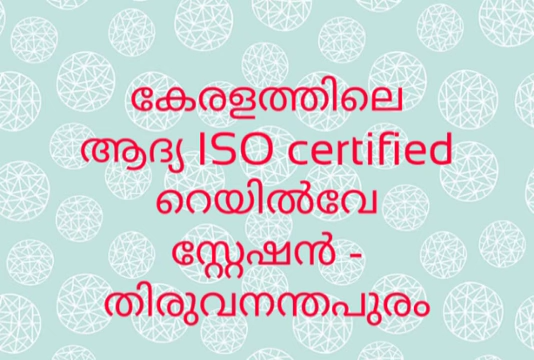 കേരളത്തിലെ
ആദ്യ ISO certified
റെയിൽവേ
സ്റ്റേഷൻ -
തിരുവനന്തപുരം